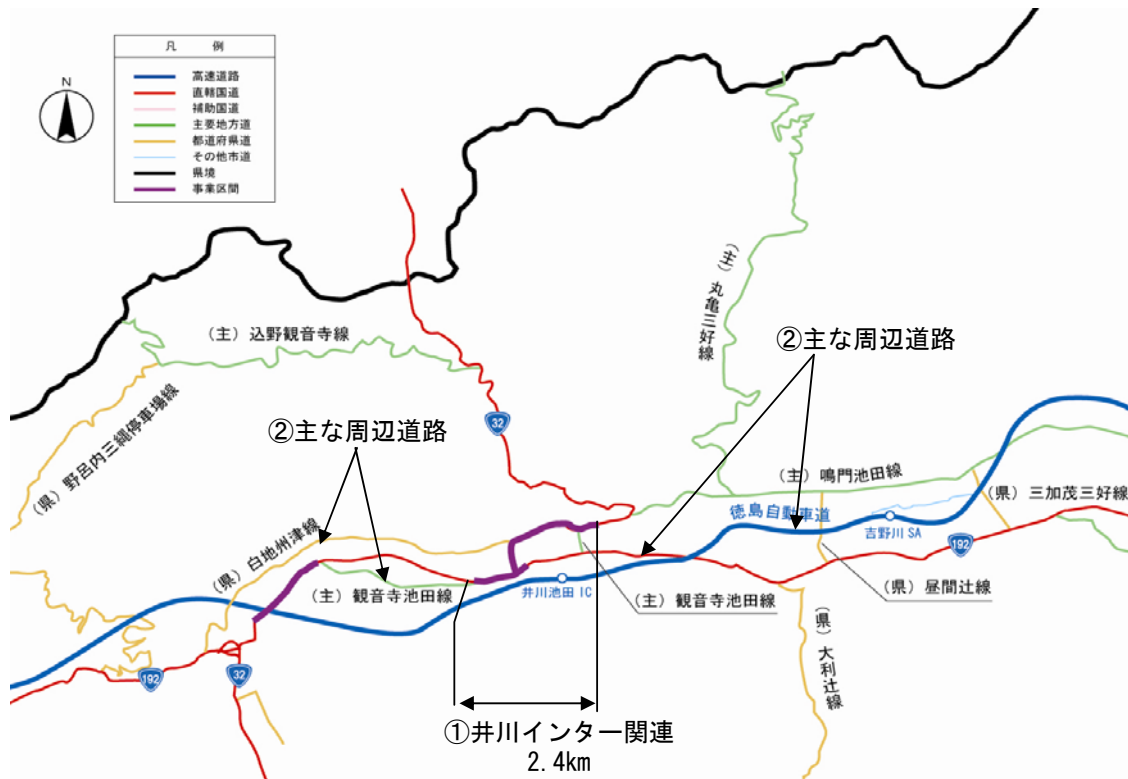 凡 例
高速道路
直轄国道
補助国道
主要地方道
都道府県道
その他市道
県境
事業区間
N
(主)込野観音寺線
(主)丸亀三好線
②主な周辺道路
32
②主な周辺道路
(県)野呂内三縄停車場線
(主)鳴門池田線
(県)三加茂三好線
徳島自動車道
吉野川SA
192
(県)白地州津線
(主)観音寺池田線
井川池田IC
(主)観音寺池田線
(県)昼間辻線
(県)大利辻線
192
32
①井川インター関連
2.4km